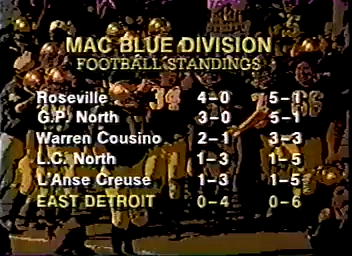 MAC BLUE DIVISION
FOOTBALL STANDINGS
Roseville 4-0 5-1
G.P. North 3-0 5-1
Warren Cousino 2-1 3-3
L.C. North 1-3 1-5
L'Anse Creuse 1-3 1-5
EAST DETROIT 0-4 0-6